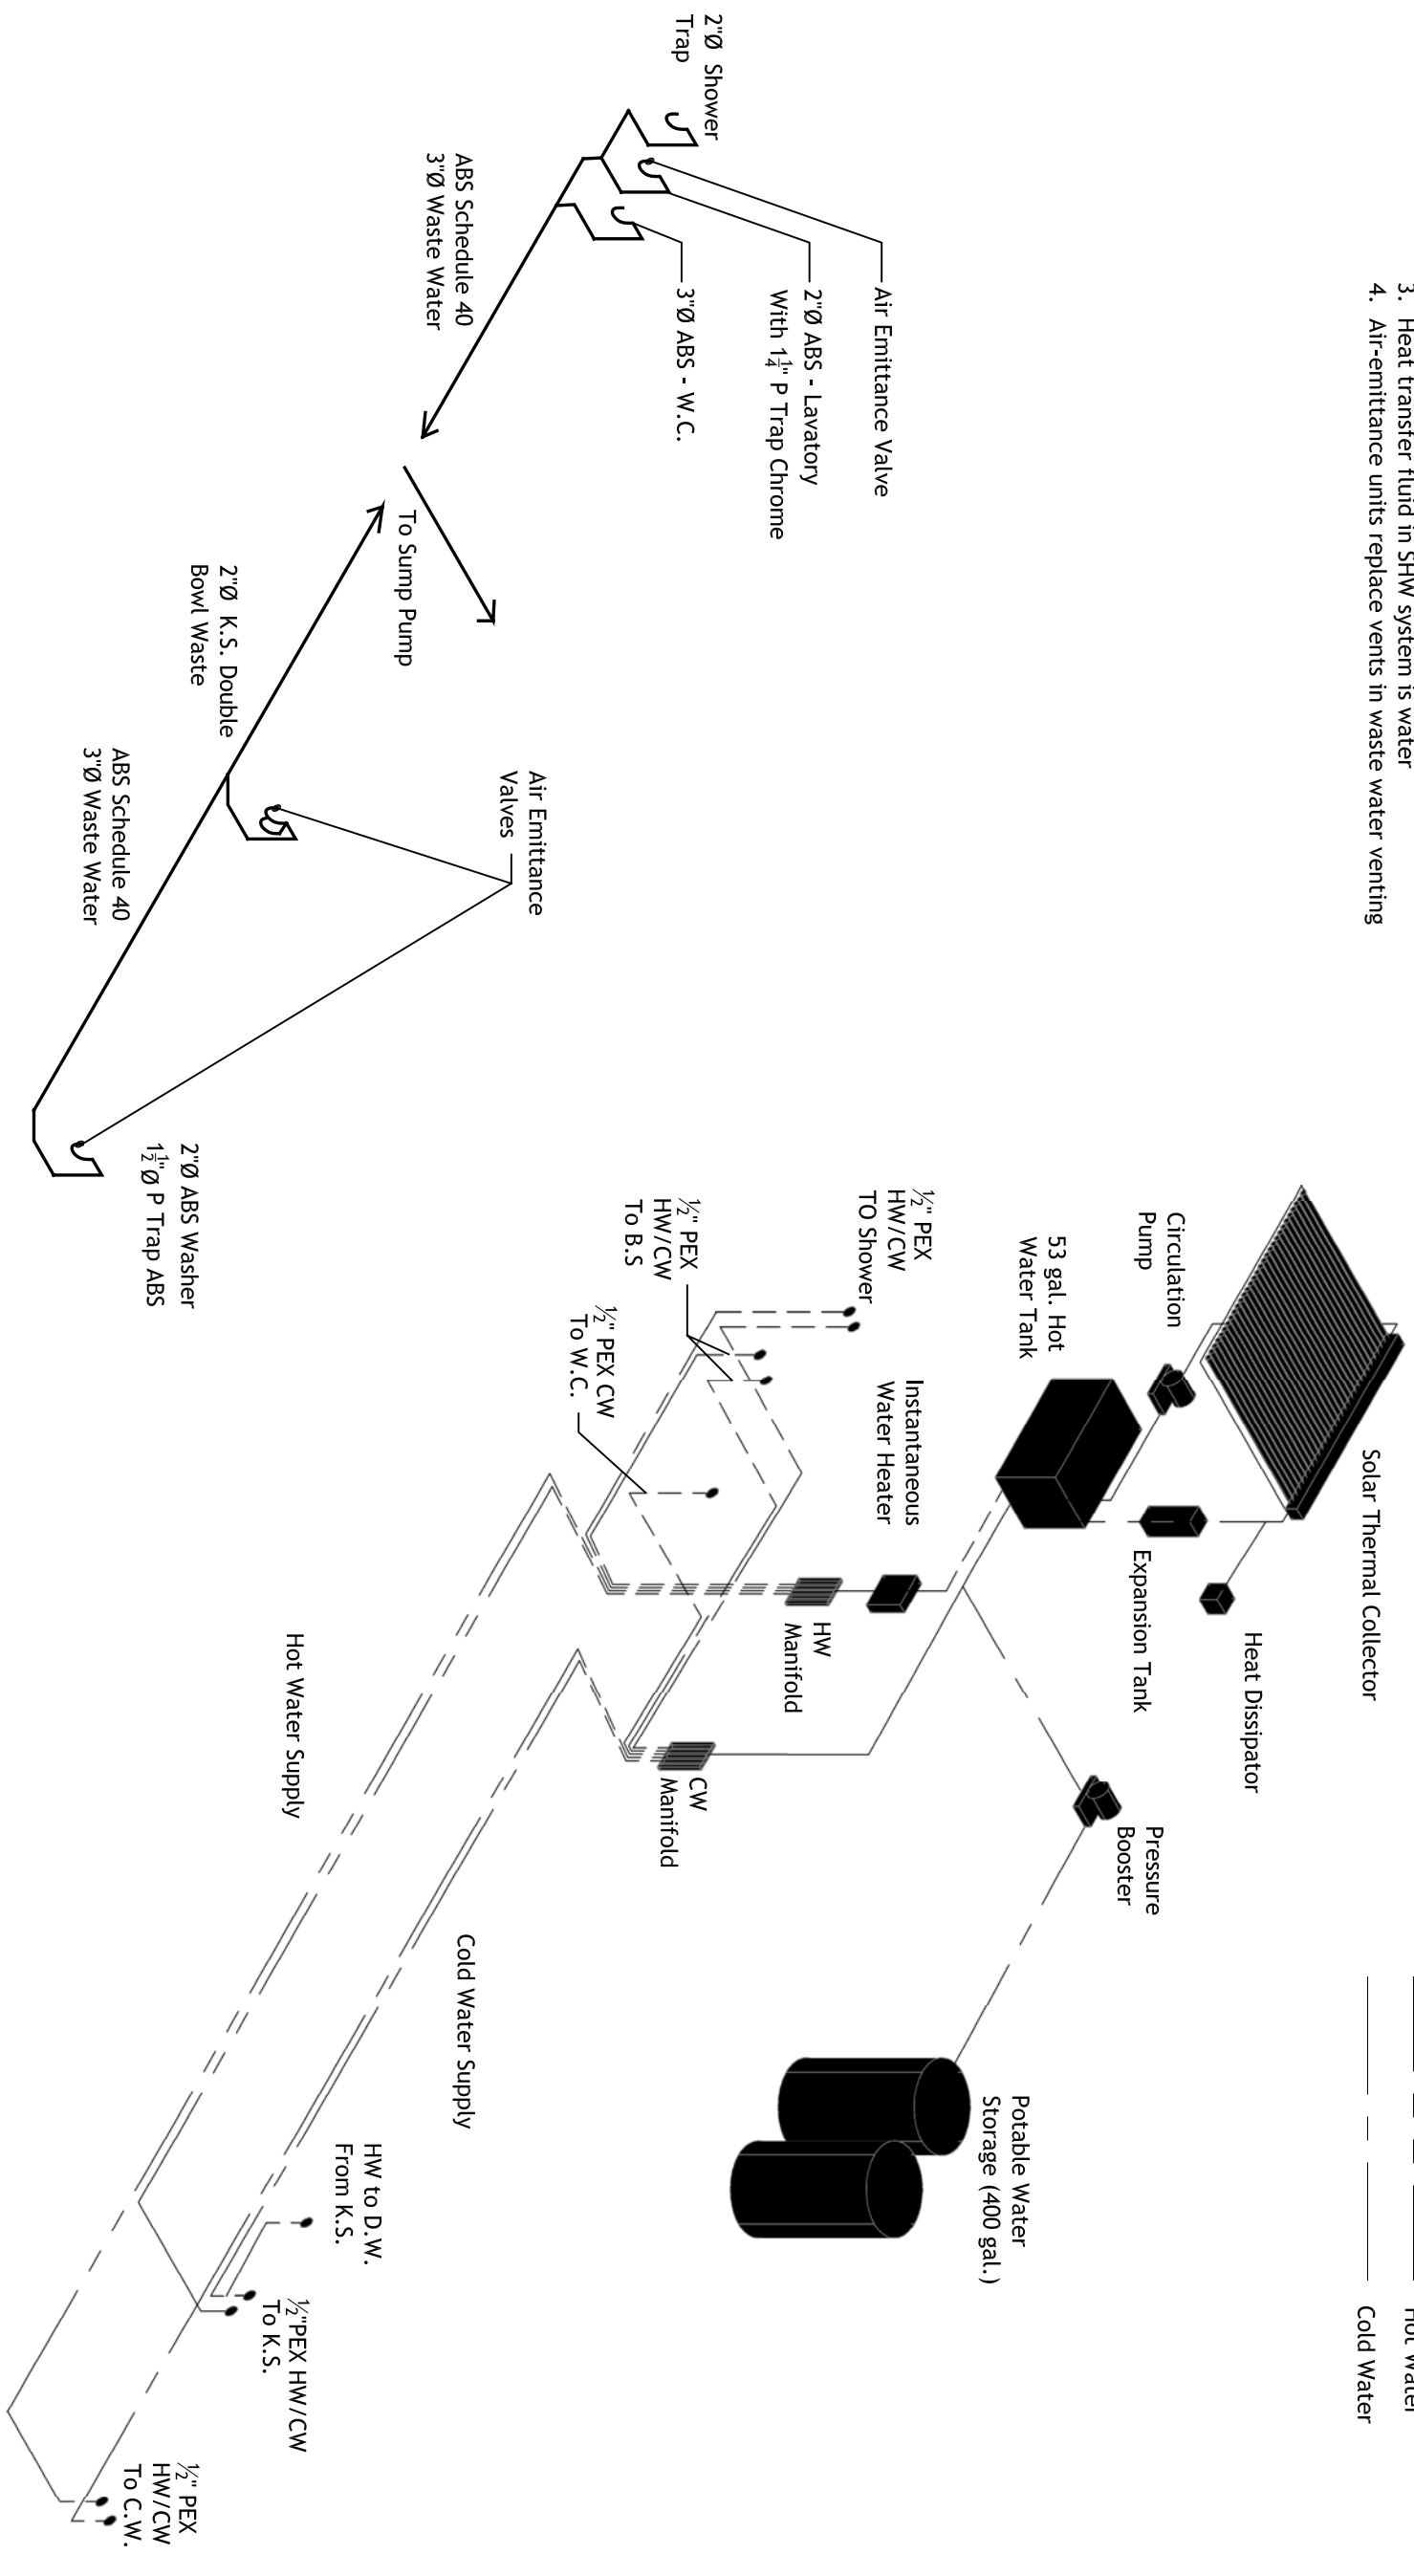 3. Heat transfer fluid in SHW system is water
4. Air-emittance units replace vents in waste water venting
Hot Water
Cold Water
Solar Thermal Collector
Heat Dissipator
Circulation
Pump
Expansion Tank
Pressure
Booster
53 gal. Hot
Water Tank
Potable Water
Storage (400 gal.)
Instantaneous
Water Heater
½" PEX
HW/CW
TO Shower
HW
Manifold
½" PEX
HW/CW
To B.S
CW
Manifold
½" PEX CW
To W.C.
Cold Water Supply
Hot Water Supply
HW to D.W.
From K.S.
½"PEX HW/CW
To K.S.
½" PEX
HW/CW
To C.W.
Air Emittance Valve
2"Ø ABS - Lavatory
With 1¼" P Trap Chrome
2"Ø Shower
Trap
3"Ø ABS - W.C.
ABS Schedule 40
3"Ø Waste Water
To Sump Pump
Air Emittance
Valves
2"Ø K.S. Double
Bowl Waste
ABS Schedule 40
3"Ø Waste Water
2"Ø ABS Washer
1½"Ø P Trap ABS